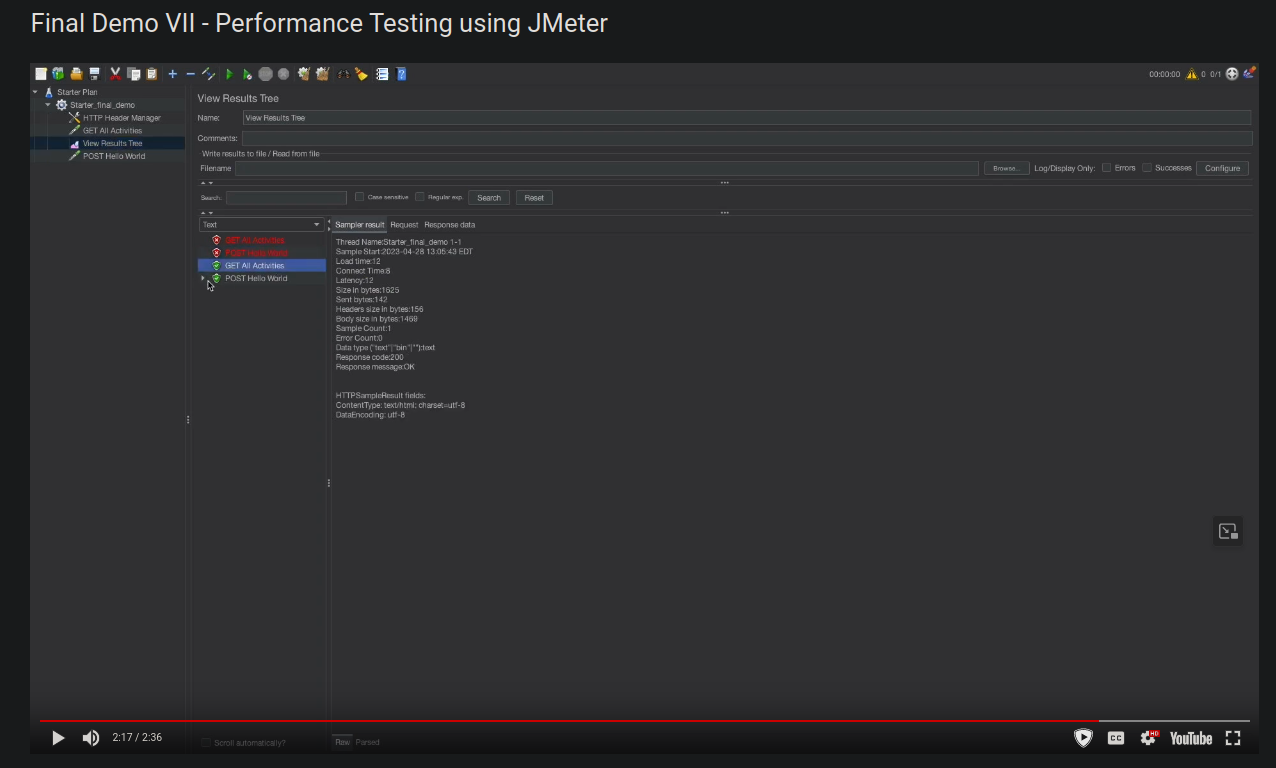 Final Demo VII - Performance Testing using JMeter
00:00:00 0 0/1
Starter Plan
Starter_final_demo
HTTP Header Manager
GET All Activities
View Results Tree
POST Hello World
View Results Tree
Name: View Results Tree
Comments:
Write results to file / Read from file
Filename Browse... Log/Display Only: Errors Successes Configure
Search: Case sensitive Regular exp. Search Reset
Text
GET All Activities
POST Hello World
GET All Activities
POST Hello World
Sampler result Request Response data
Thread Name:Starter_final_demo 1-1
Sample Start:2023-04-28 13:05:43 EDT
Load time:12
Connect Time:8
Latency:12
Size in bytes:1625
Sent bytes:142
Headers size in bytes:156
Body size in bytes:1469
Sample Count:1
Error Count:0
Data type ("text"|"bin"|""):text
Response code:200
Response message:OK
HTTPSampleResult fields:
ContentType: text/html; charset=utf-8
DataEncoding: utf-8
Scroll automatically?
Raw Parsed
2:17 / 2:36
CC
HD
YouTube